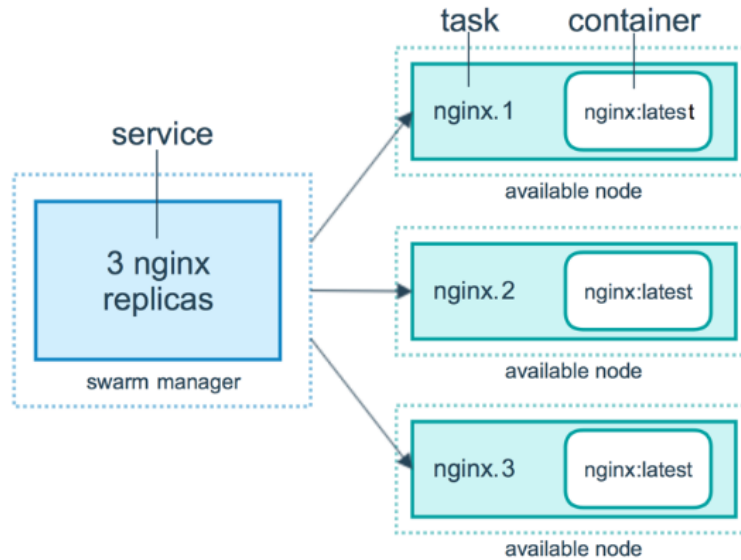 task
container
nginx.1
nginx:latest
available node
service
3 nginx
replicas
swarm manager
nginx.2
nginx:latest
available node
nginx.3
nginx:latest
available node